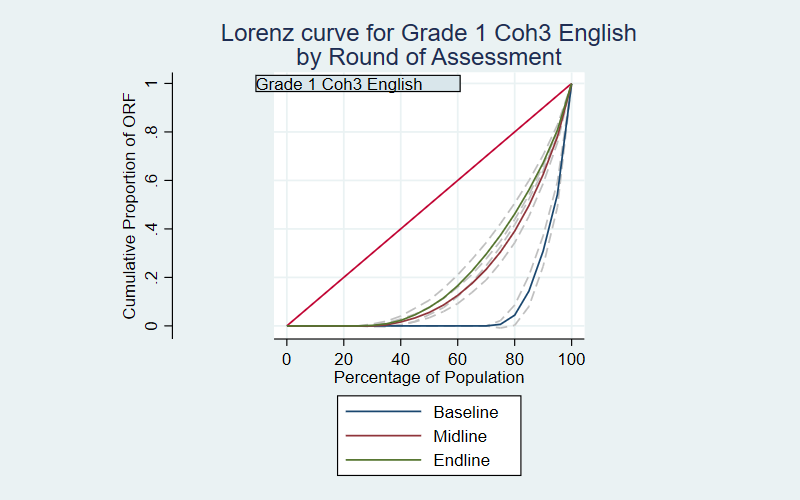 Lorenz curve for Grade 1 Coh3 English
by Round of Assessment
Grade 1 Coh3 English
Cumulative Proportion of ORF
1
.8
.6
.4
.2
0
0 20 40 60 80 100
Percentage of Population
Baseline
Midline
Endline